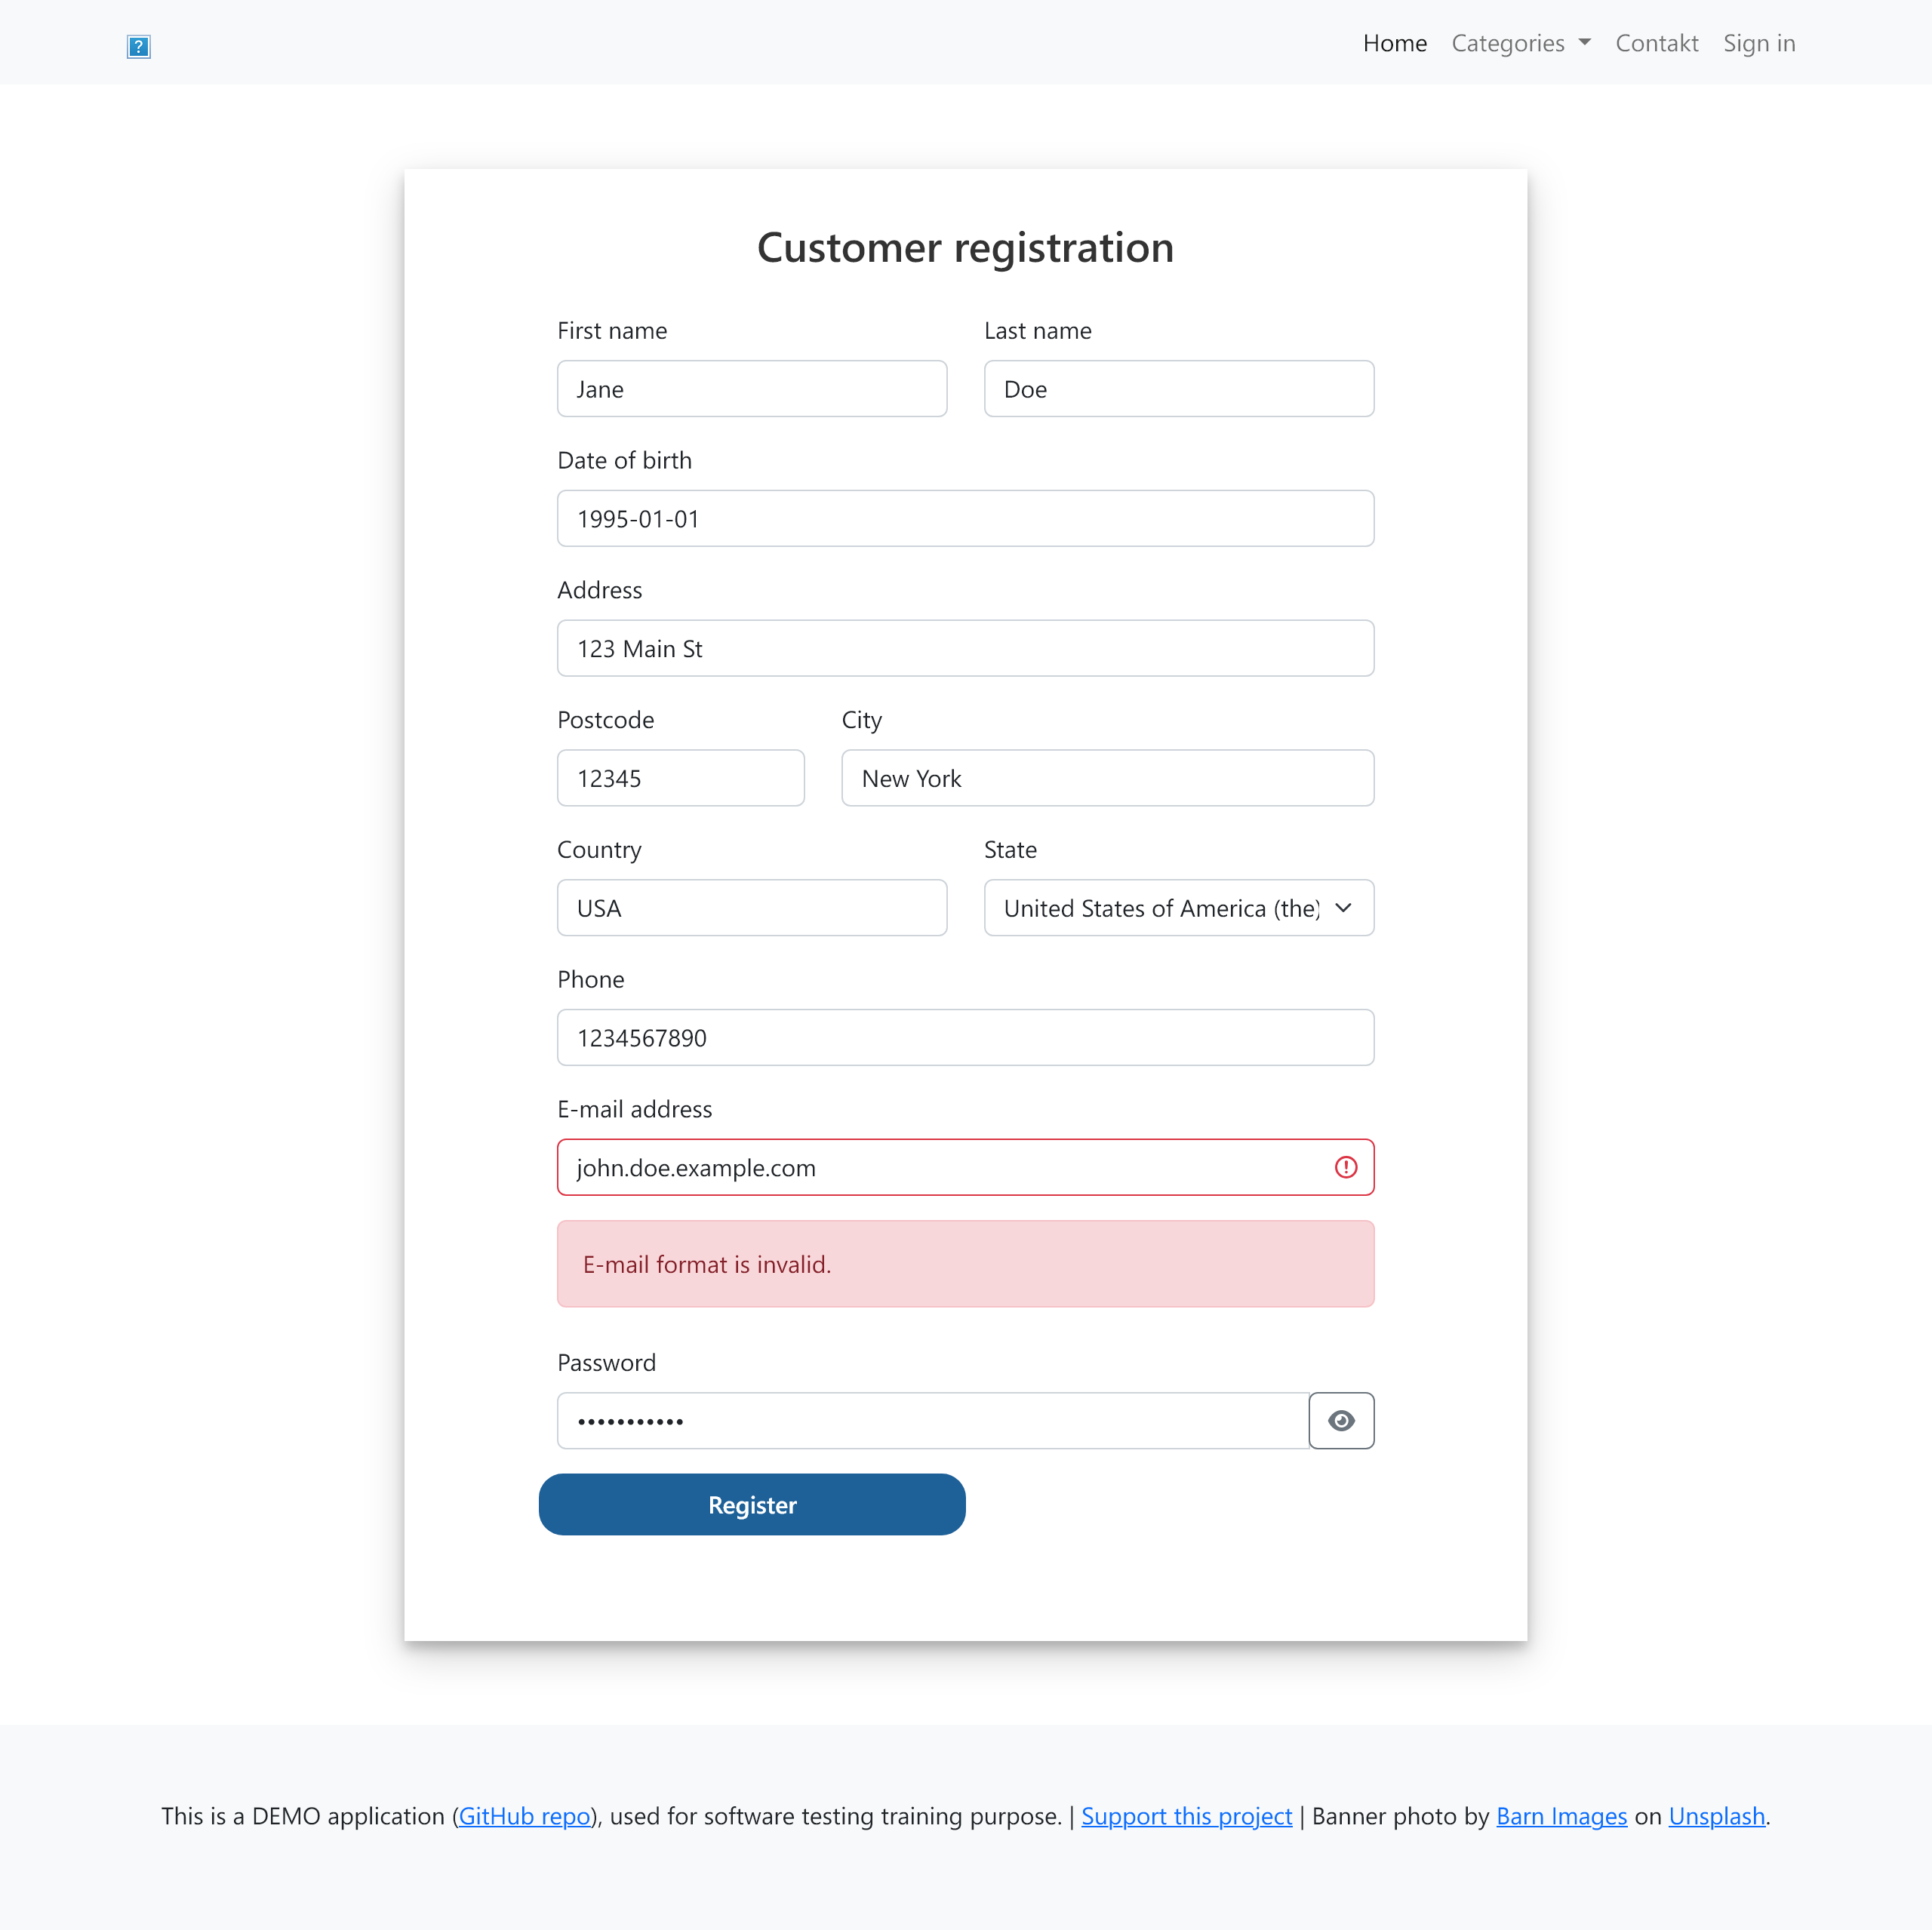 Home Categories Contakt Sign in
Customer registration
First name Last name
Jane Doe
Date of birth
1995-01-01
Address
123 Main St
Postcode City
12345 New York
Country State
USA United States of America (the)
Phone
1234567890
E-mail address
john.doe.example.com
E-mail format is invalid.
Password
•••••••••••
Register
This is a DEMO application (GitHub repo), used for software testing training purpose. | Support this project | Banner photo by Barn Images on Unsplash.